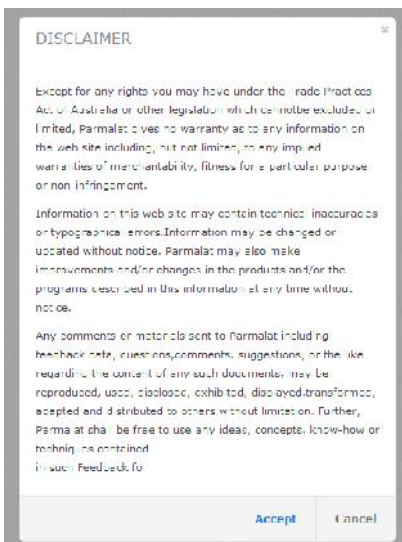 DISCLAIMER
Except for any rights you may have under the Trade Practices
Act of Australia or other legislation which cannotbe excluded or
limited, Parmalat gives no warranty as to any information on
the web site including, but not limited, to any implied
warranties of merchantability, fitness for a particular purpose
or non-infringement.
Information on this web site may contain technical inaccuracies
or typographical errors.Information may be changed or
updated without notice. Parmalat may also make
improvements and/or changes in the products and/or the
programs described in this information at any time without
notice.
Any comments or materials sent to Parmalat including
feedback data, questions,comments, suggestions, or the like
regarding the content of any such documents, may be
reproduced, used, disclosed, exhibited, displayed,transformed,
adapted and distributed to others without limitation. Further,
Parmalat shall be free to use any ideas, concepts, know-how or
techniques contained
in such Feedback fo
Accept Cancel